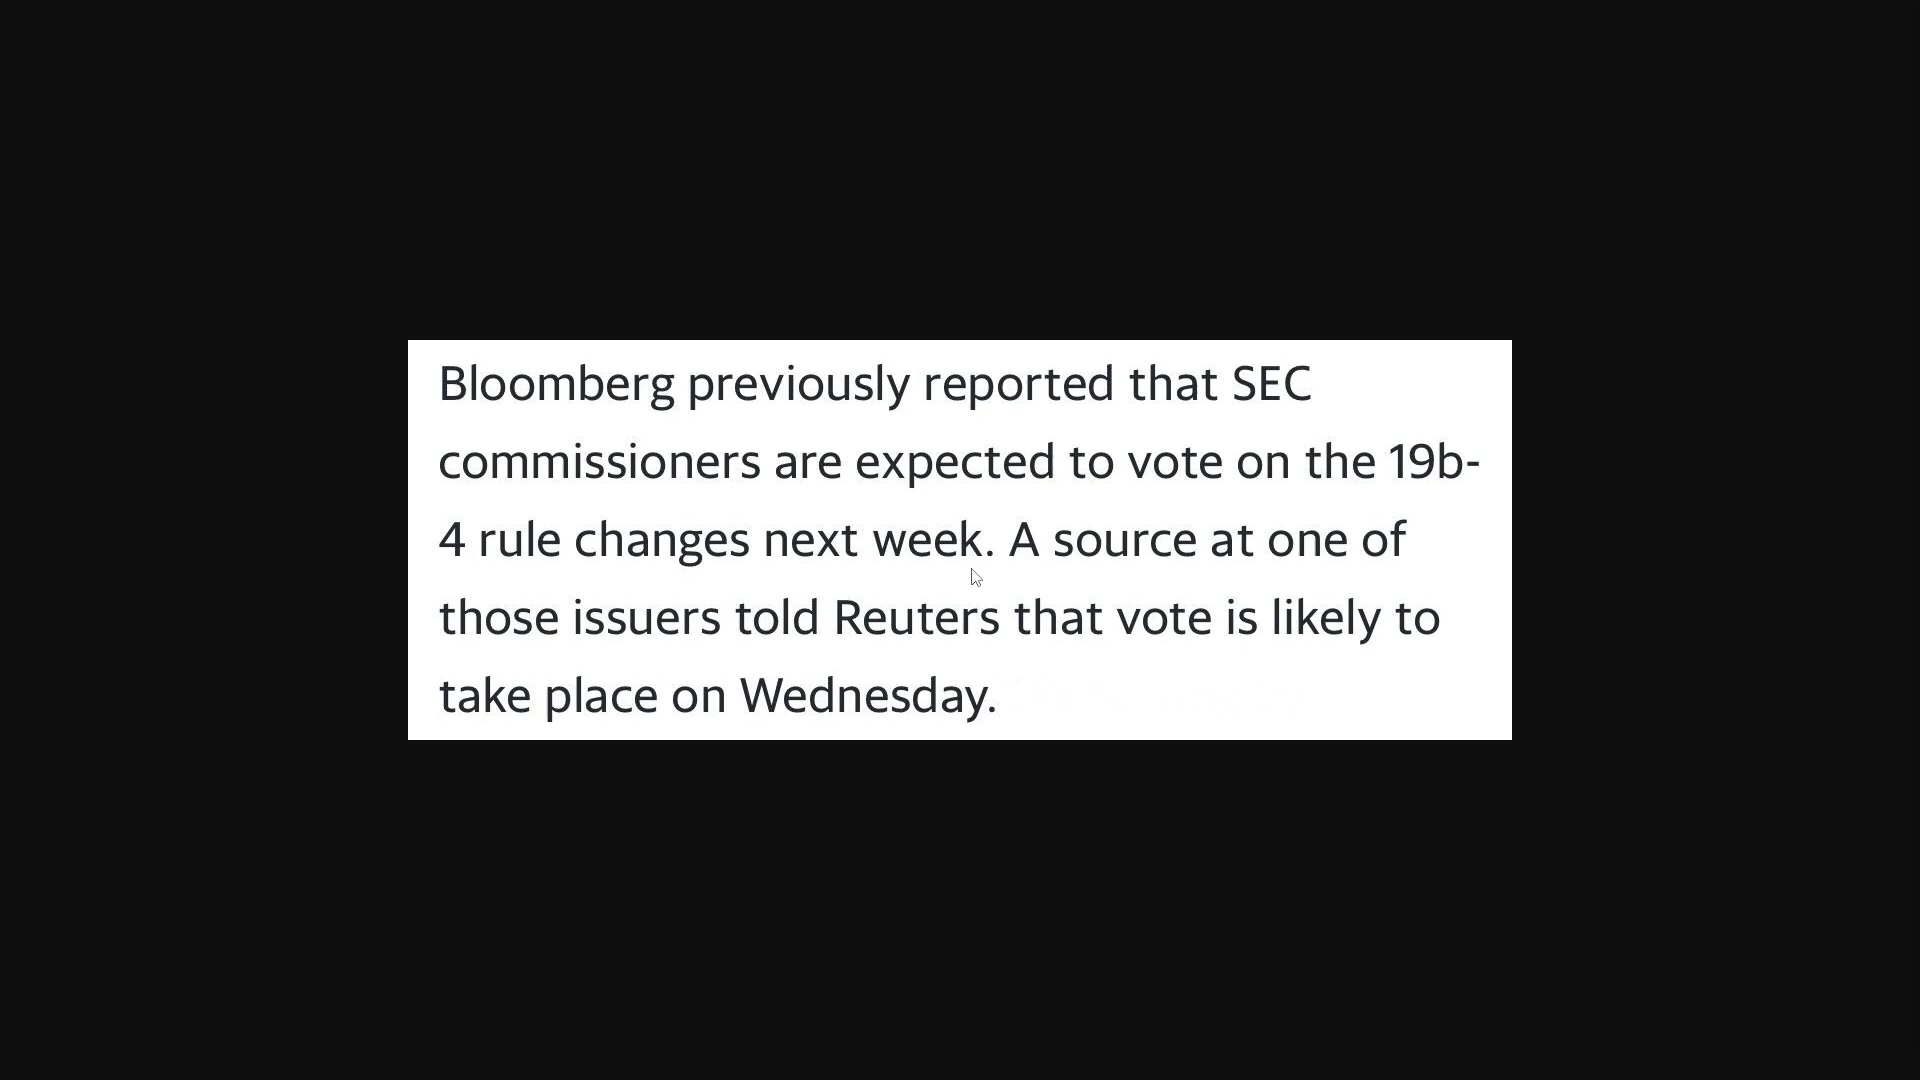 Bloomberg previously reported that SEC
commissioners are expected to vote on the 19b-
4 rule changes next week. A source at one of
those issuers told Reuters that vote is likely to
take place on Wednesday.